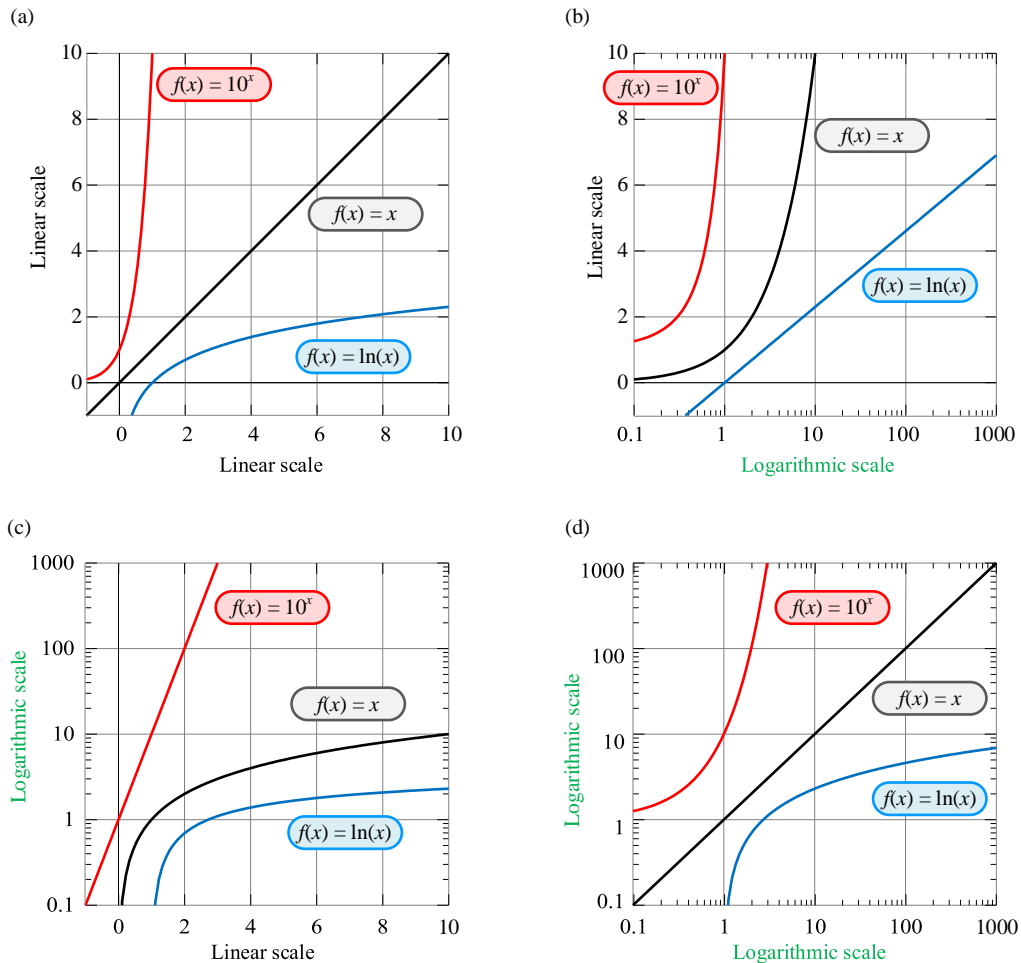 (a)
10
8
6
4
2
0
Linear scale
f(x) = 10^x
f(x) = x
f(x) = ln(x)
0 2 4 6 8 10
Linear scale
(b)
10
8
6
4
2
0
Linear scale
f(x) = 10^x
f(x) = x
f(x) = ln(x)
0.1 1 10 100 1000
Logarithmic scale
(c)
1000
100
10
1
0.1
Logarithmic scale
f(x) = 10^x
f(x) = x
f(x) = ln(x)
0 2 4 6 8 10
Linear scale
(d)
1000
100
10
1
0.1
Logarithmic scale
f(x) = 10^x
f(x) = x
f(x) = ln(x)
0.1 1 10 100 1000
Logarithmic scale